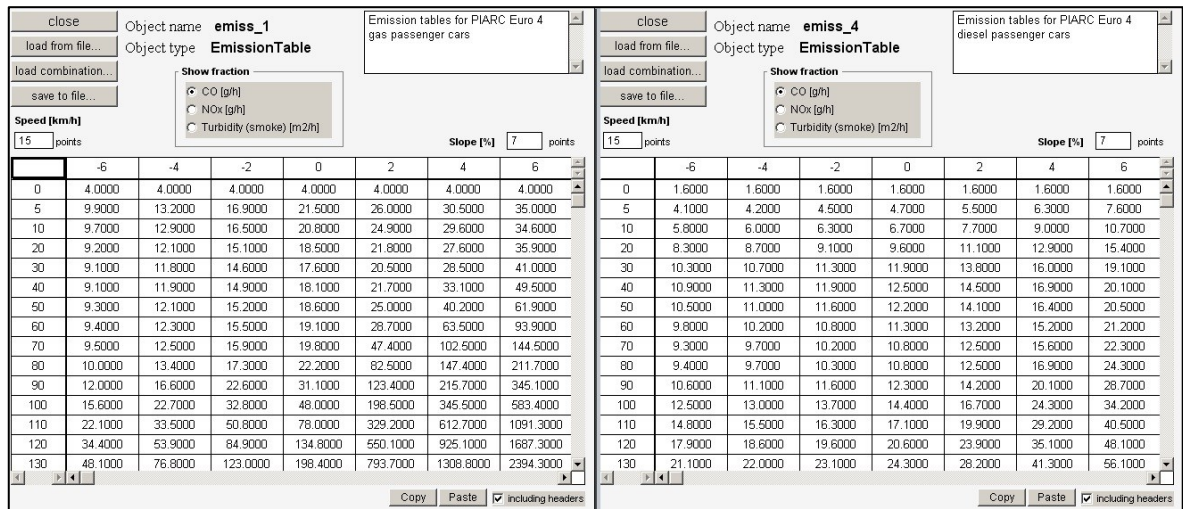 close
Object name emiss_1
Emission tables for PIARC Euro 4
gas passenger cars
load from file...
Object type EmissionTable
load combination...
Show fraction
save to file...
CO [g/h]
NOx [g/h]
Turbidity (smoke) [m2/h]
Speed [km/h]
15 points
Slope [%] 7 points
-6 -4 -2 0 2 4 6
0 4.0000 4.0000 4.0000 4.0000 4.0000 4.0000 4.0000
5 9.9000 13.2000 16.9000 21.5000 26.0000 30.5000 35.0000
10 9.7000 12.9000 16.5000 20.8000 24.9000 29.6000 34.6000
20 9.2000 12.1000 15.1000 18.5000 21.8000 27.6000 35.9000
30 9.1000 11.8000 14.6000 17.6000 20.5000 28.5000 41.0000
40 9.1000 11.9000 14.9000 18.1000 21.7000 33.1000 49.5000
50 9.3000 12.1000 15.2000 18.6000 25.0000 40.2000 61.9000
60 9.4000 12.3000 15.5000 19.1000 28.7000 63.5000 93.9000
70 9.5000 12.5000 15.9000 19.8000 47.4000 102.5000 144.5000
80 10.0000 13.4000 17.3000 22.2000 82.5000 147.4000 211.7000
90 12.0000 16.6000 22.6000 31.1000 123.4000 215.7000 345.1000
100 15.6000 22.7000 32.8000 48.0000 198.5000 345.5000 583.4000
110 22.1000 33.5000 50.8000 78.0000 329.2000 612.7000 1091.3000
120 34.4000 53.9000 84.9000 134.8000 550.1000 925.1000 1687.3000
130 48.1000 76.8000 123.0000 198.4000 793.7000 1308.8000 2394.3000
Copy Paste including headers
close
Object name emiss_4
Emission tables for PIARC Euro 4
diesel passenger cars
load from file...
Object type EmissionTable
load combination...
Show fraction
save to file...
CO [g/h]
NOx [g/h]
Turbidity (smoke) [m2/h]
Speed [km/h]
15 points
Slope [%] 7 points
-6 -4 -2 0 2 4 6
0 1.6000 1.6000 1.6000 1.6000 1.6000 1.6000 1.6000
5 4.1000 4.2000 4.5000 4.7000 5.5000 6.3000 7.6000
10 5.8000 6.0000 6.3000 6.7000 7.7000 9.0000 10.7000
20 8.3000 8.7000 9.1000 9.6000 11.1000 12.9000 15.4000
30 10.3000 10.7000 11.3000 11.9000 13.8000 16.0000 19.1000
40 10.9000 11.3000 11.9000 12.5000 14.5000 16.9000 20.1000
50 10.5000 11.0000 11.6000 12.2000 14.1000 16.4000 20.5000
60 9.8000 10.2000 10.8000 11.3000 13.2000 15.2000 21.2000
70 9.3000 9.7000 10.2000 10.8000 12.5000 15.6000 22.3000
80 9.4000 9.7000 10.3000 10.8000 12.5000 16.9000 24.3000
90 10.6000 11.1000 11.6000 12.3000 14.2000 20.1000 28.7000
100 12.5000 13.0000 13.7000 14.4000 16.7000 24.3000 34.2000
110 14.8000 15.5000 16.3000 17.1000 19.9000 29.2000 40.5000
120 17.9000 18.6000 19.6000 20.6000 23.9000 35.1000 48.1000
130 21.1000 22.0000 23.1000 24.3000 28.2000 41.3000 56.1000
Copy Paste including headers